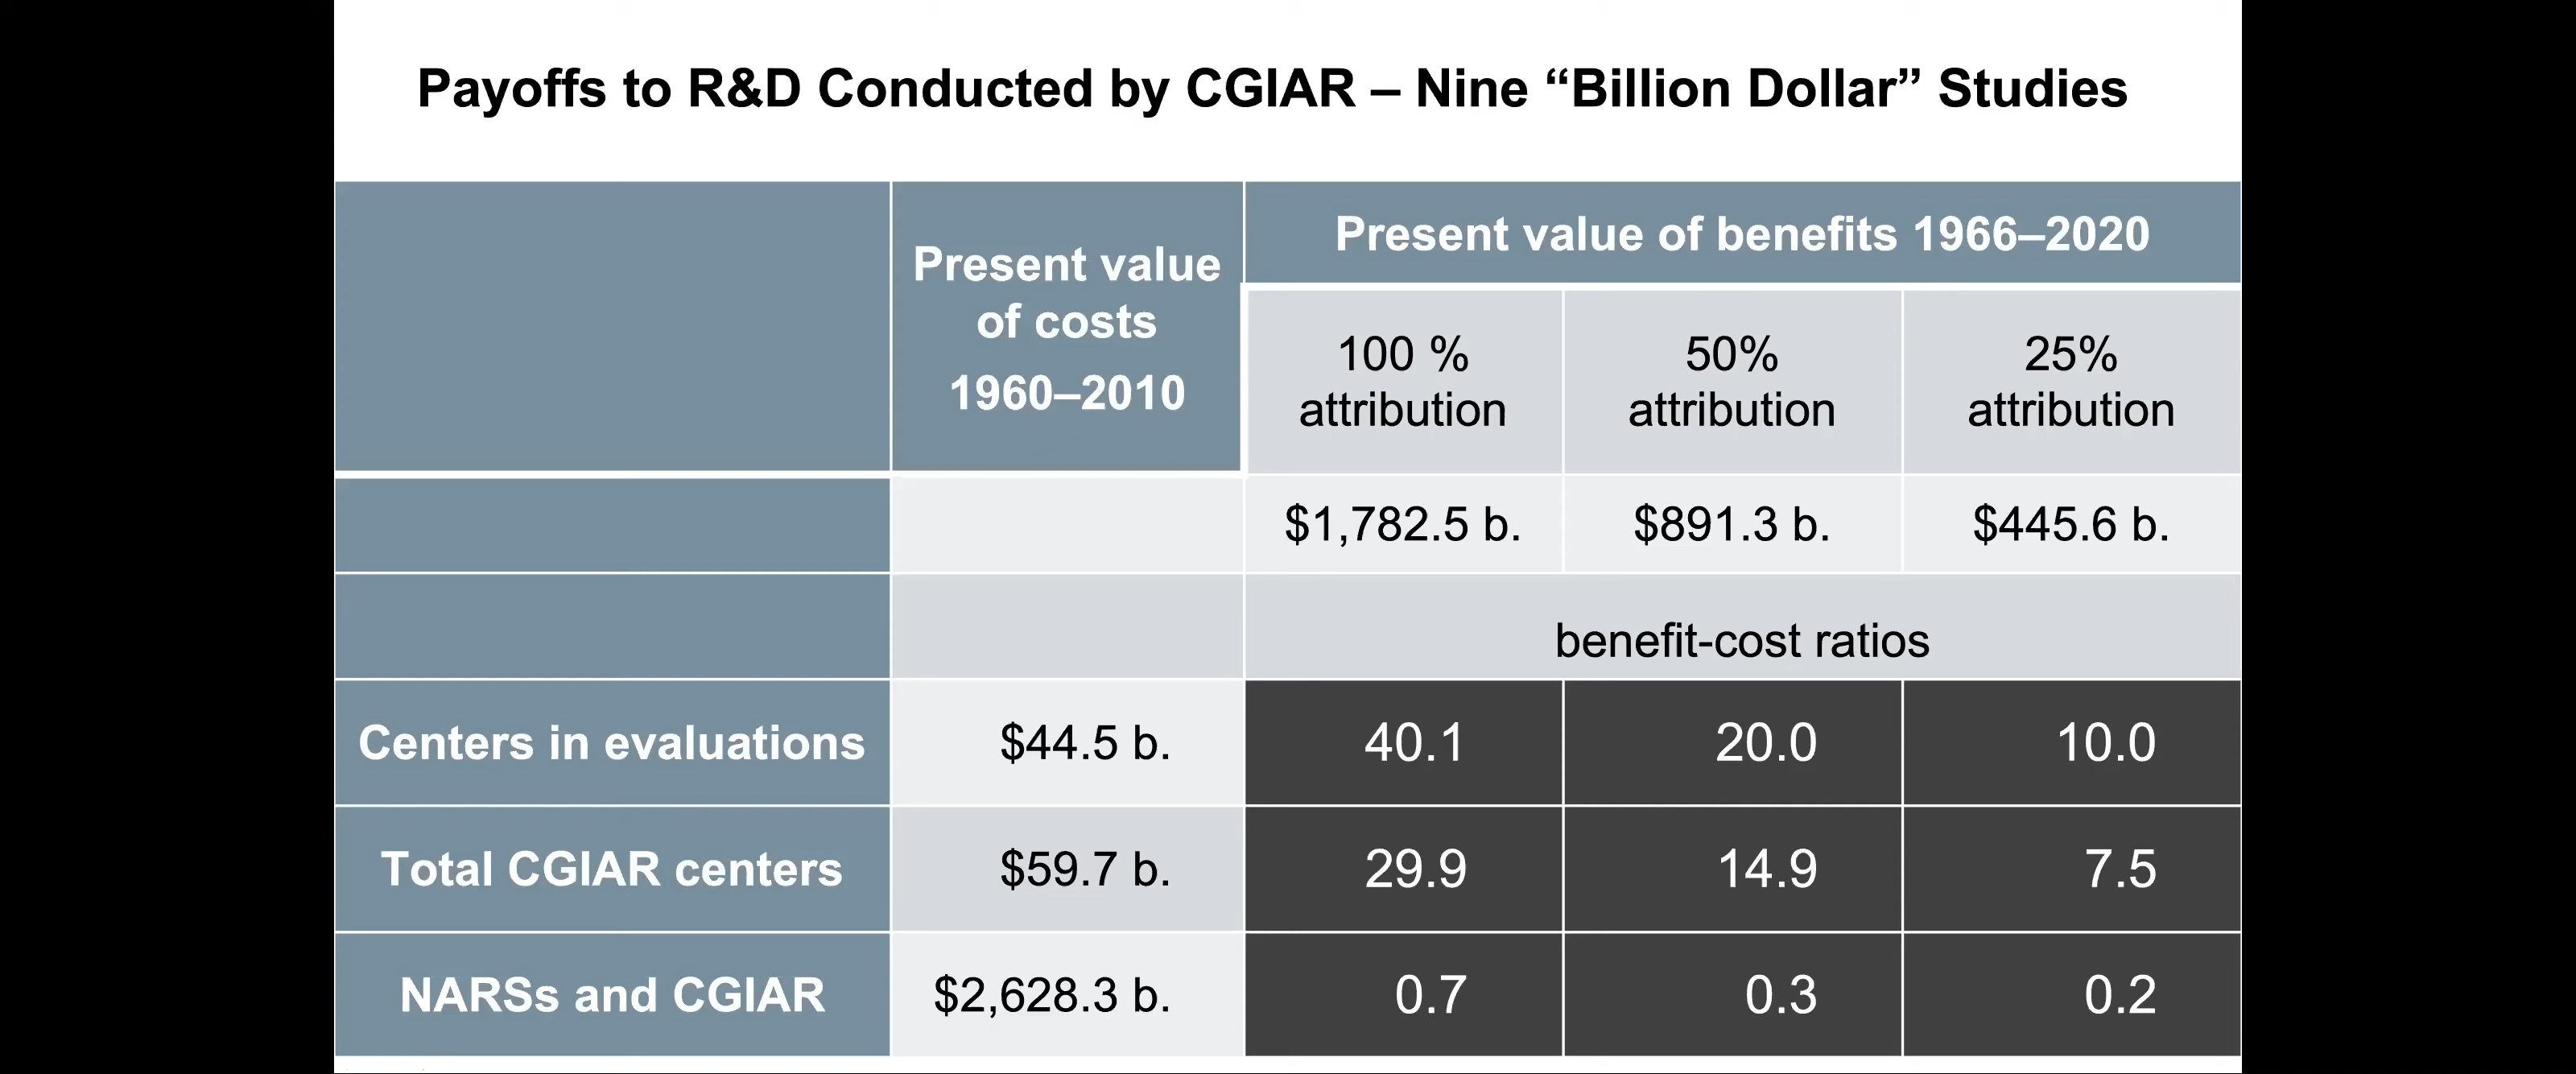 Payoffs to R&D Conducted by CGIAR – Nine “Billion Dollar” Studies
Present value
of costs
1960–2010
Present value of benefits 1966–2020
100 %
attribution
50%
attribution
25%
attribution
$1,782.5 b.
$891.3 b.
$445.6 b.
benefit-cost ratios
Centers in evaluations
$44.5 b.
40.1
20.0
10.0
Total CGIAR centers
$59.7 b.
29.9
14.9
7.5
NARSs and CGIAR
$2,628.3 b.
0.7
0.3
0.2